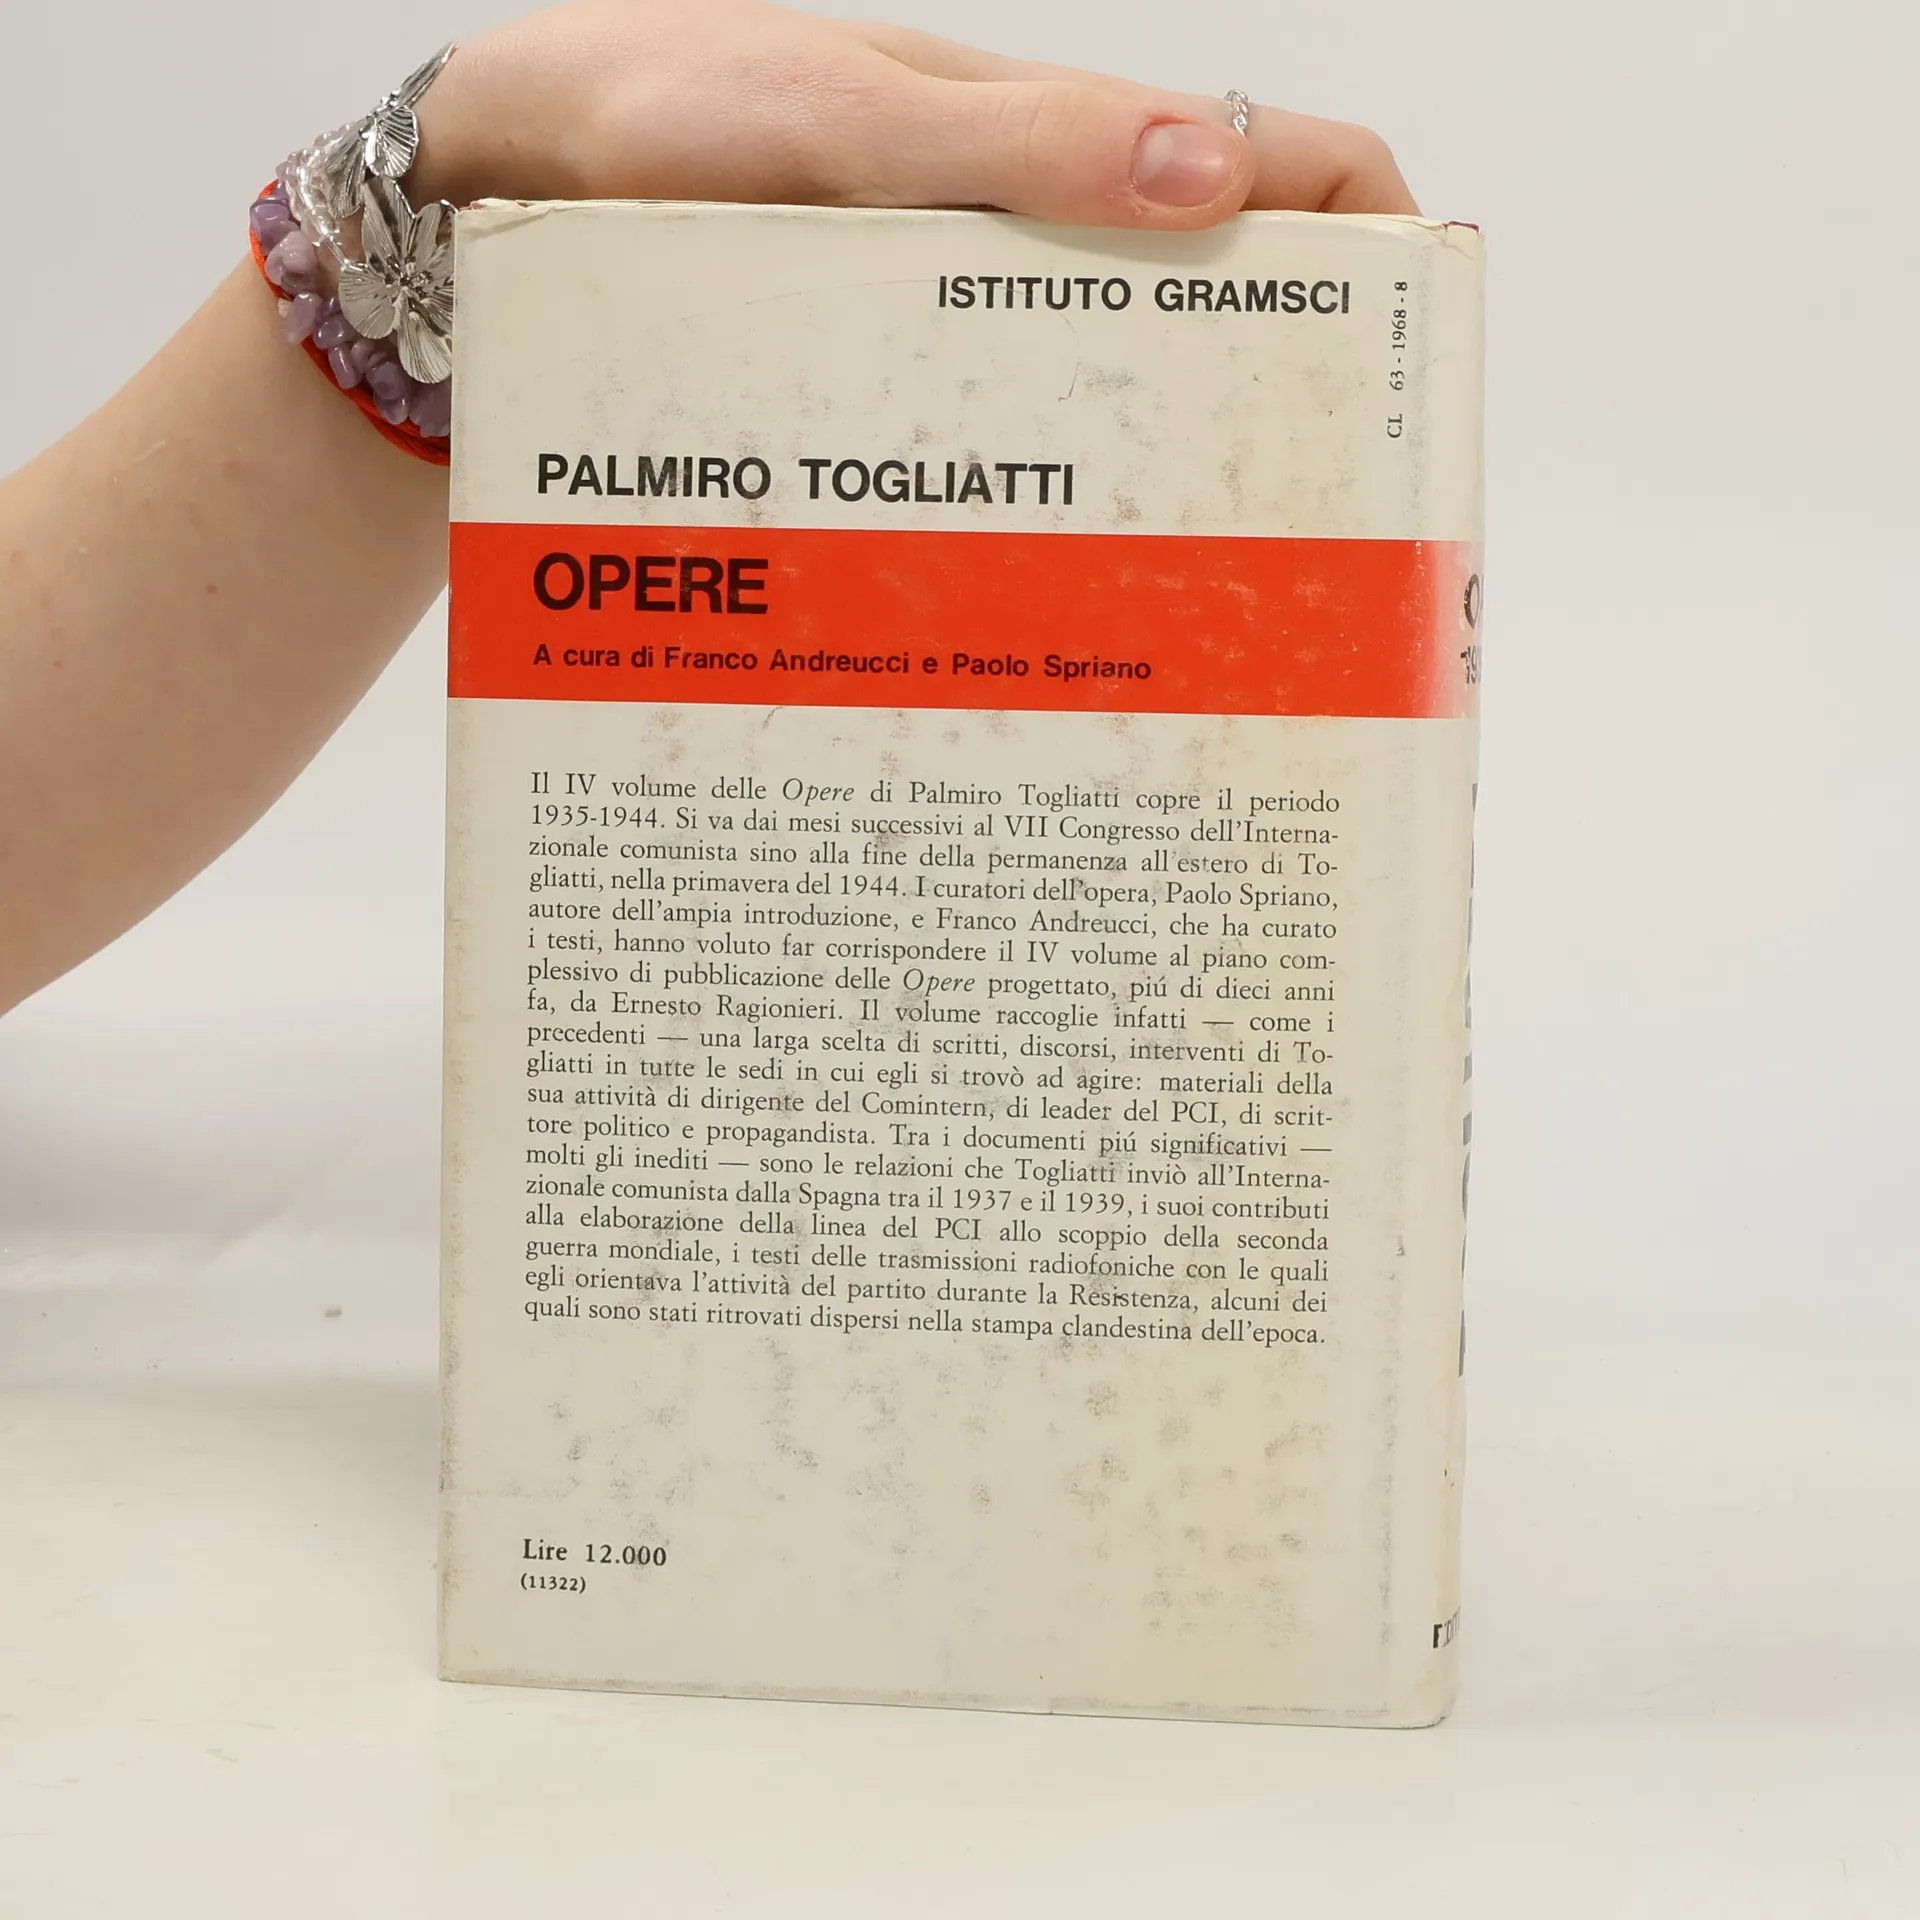 ISTITUTO GRAMSCI
CL 63 - 1968 - 8
PALMIRO TOGLIATTI
OPERE
A cura di Franco Andreucci e Paolo Spriano
Il IV volume delle Opere di Palmiro Togliatti copre il periodo
1935-1944. Si va dai mesi successivi al VII Congresso dell'Interna-
zionale comunista sino alla fine della permanenza all'estero di To-
gliatti, nella primavera del 1944. I curatori dell'opera, Paolo Spriano,
autore dell'ampia introduzione, e Franco Andreucci, che ha curato
i testi, hanno voluto far corrispondere il IV volume al piano com-
plessivo di pubblicazione delle Opere progettato, piú di dieci anni
fa, da Ernesto Ragionieri. Il volume raccoglie infatti — come i
precedenti — una larga scelta di scritti, discorsi, interventi di To-
gliatti in tutte le sedi in cui egli si trovò ad agire: materiali della
sua attività di dirigente del Comintern, di leader del PCI, di scrit-
tore politico e propagandista. Tra i documenti piú significativi —
molti gli inediti — sono le relazioni che Togliatti inviò all'Interna-
zionale comunista dalla Spagna tra il 1937 e il 1939, i suoi contributi
alla elaborazione della linea del PCI allo scoppio della seconda
guerra mondiale, i testi delle trasmissioni radiofoniche con le quali
egli orientava l'attività del partito durante la Resistenza, alcuni dei
quali sono stati ritrovati dispersi nella stampa clandestina dell'epoca.
Lire 12.000
(11322)